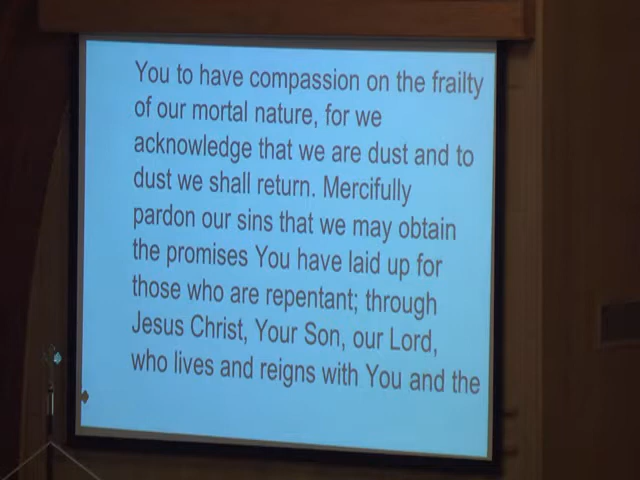 You to have compassion on the frailty
of our mortal nature, for we
acknowledge that we are dust and to
dust we shall return. Mercifully
pardon our sins that we may obtain
the promises You have laid up for
those who are repentant; through
Jesus Christ, Your Son, our Lord,
who lives and reigns with You and the